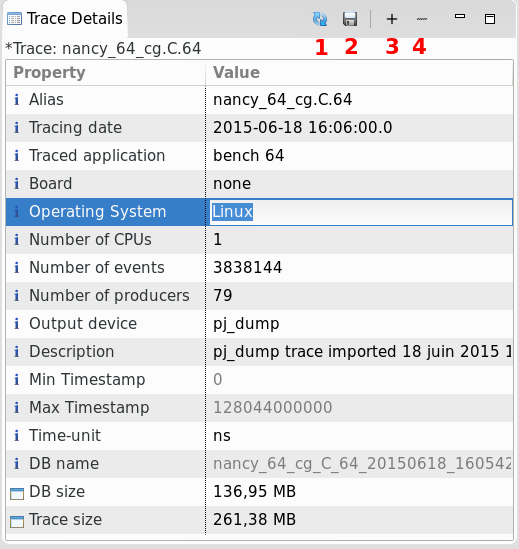 Trace Details
*Trace: nancy_64_cg.C.64
1 2 3 4
Property Value
Alias nancy_64_cg.C.64
Tracing date 2015-06-18 16:06:00.0
Traced application bench 64
Board none
Operating System Linux
Number of CPUs 1
Number of events 3838144
Number of producers 79
Output device pj_dump
Description pj_dump trace imported 18 juin 2015 1
Min Timestamp 0
Max Timestamp 128044000000
Time-unit ns
DB name nancy_64_cg_C_64_20150618_160542
DB size 136,95 MB
Trace size 261,38 MB